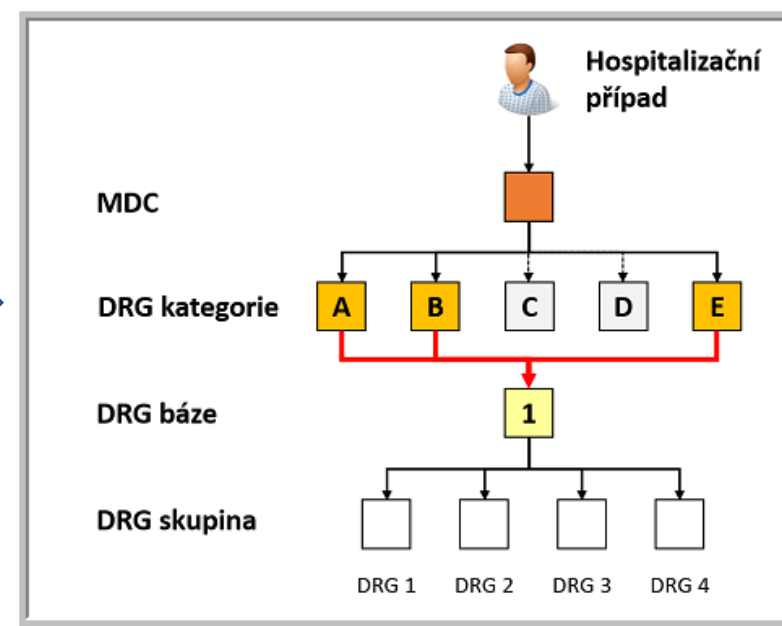 Hospitalizační
případ
MDC
DRG kategorie
A B C D E
DRG báze
1
DRG skupina
DRG 1 DRG 2 DRG 3 DRG 4